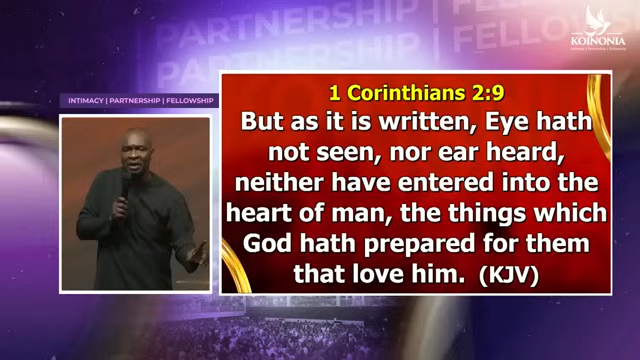 PARTNERSHIP | FELLOWSHIP
PARTNERSHIP | FELLOWS
KOINONIA
INTIMACY | PARTNERSHIP | FELLOWSHIP
1 Corinthians 2:9
But as it is written, Eye hath
not seen, nor ear heard,
neither have entered into the
heart of man, the things which
God hath prepared for them
that love him. (KJV)